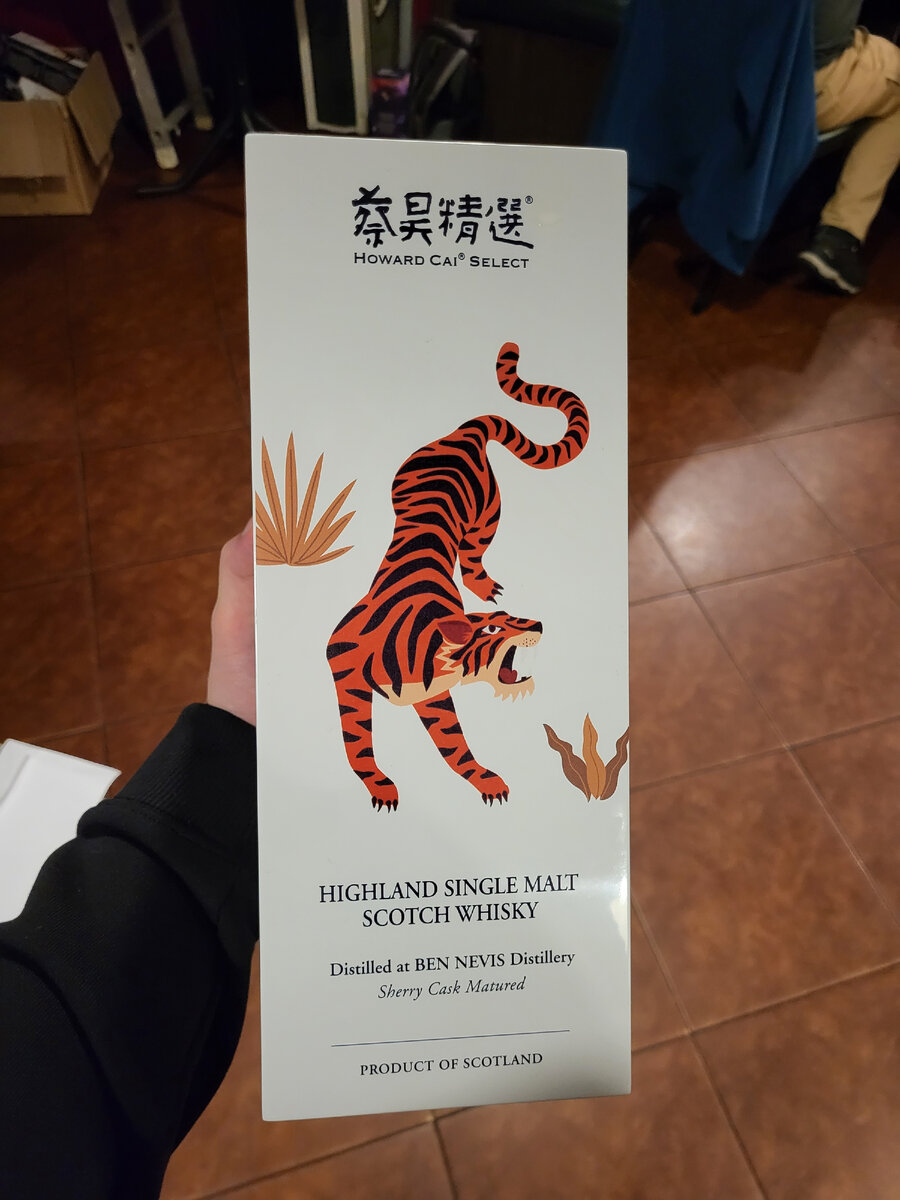 蔡昊精選®
HOWARD CAI® SELECT
HIGHLAND SINGLE MALT
SCOTCH WHISKY
Distilled at BEN NEVIS Distillery
Sherry Cask Matured
PRODUCT OF SCOTLAND